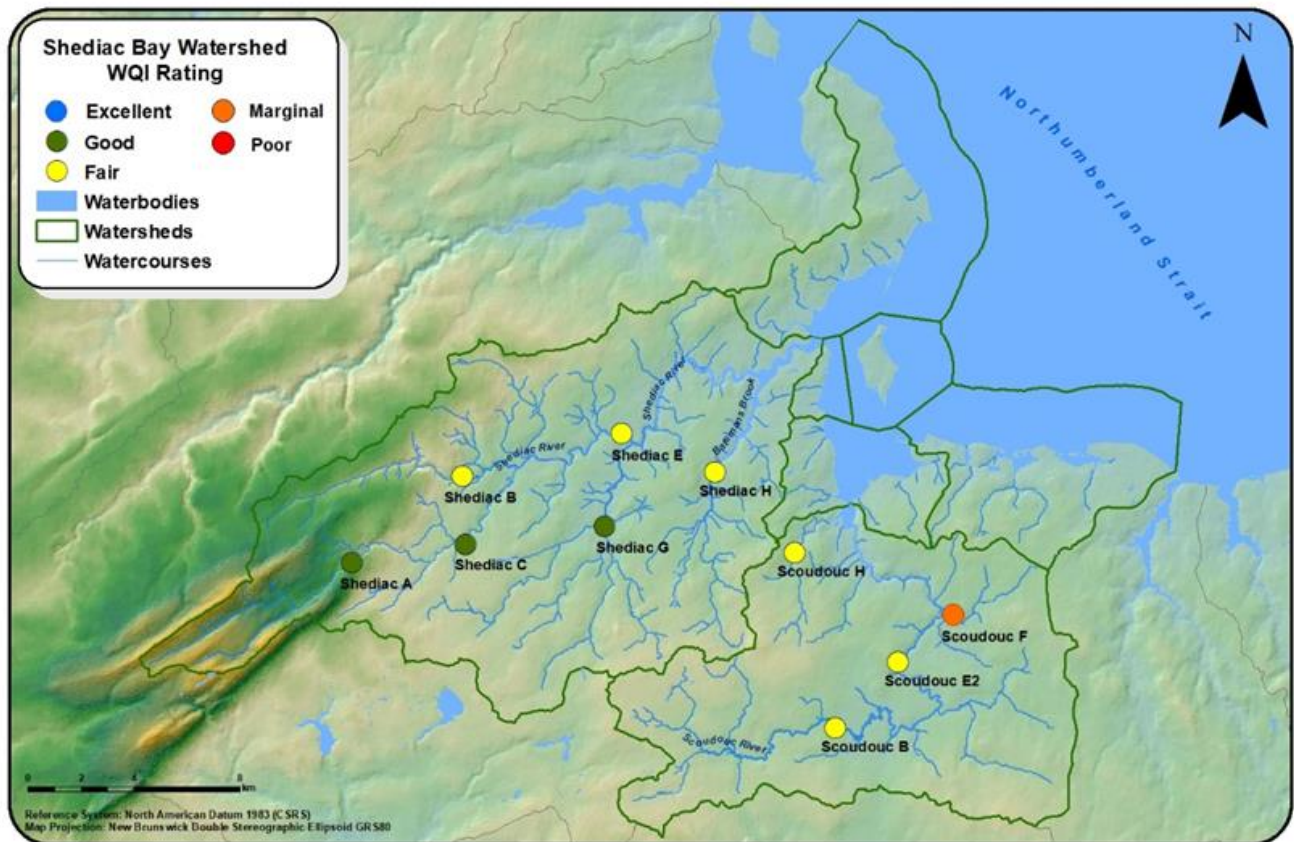 Shediac Bay Watershed
WQI Rating
Excellent
Marginal
Good
Poor
Fair
Waterbodies
Watersheds
Watercourses
N
Northumberland Strait
Shediac River
Batemans Brook
Shediac River
Shediac E
Shediac B
Shediac H
Shediac G
Shediac C
Shediac A
Scoudouc H
Scoudouc F
Scoudouc E2
Scoudouc River
Scoudouc B
0 2 4 8
km
Reference System: North American Datum 1983 (CSRS)
Map Projection: New Brunswick Double Stereographic Ellipsoid GRS80